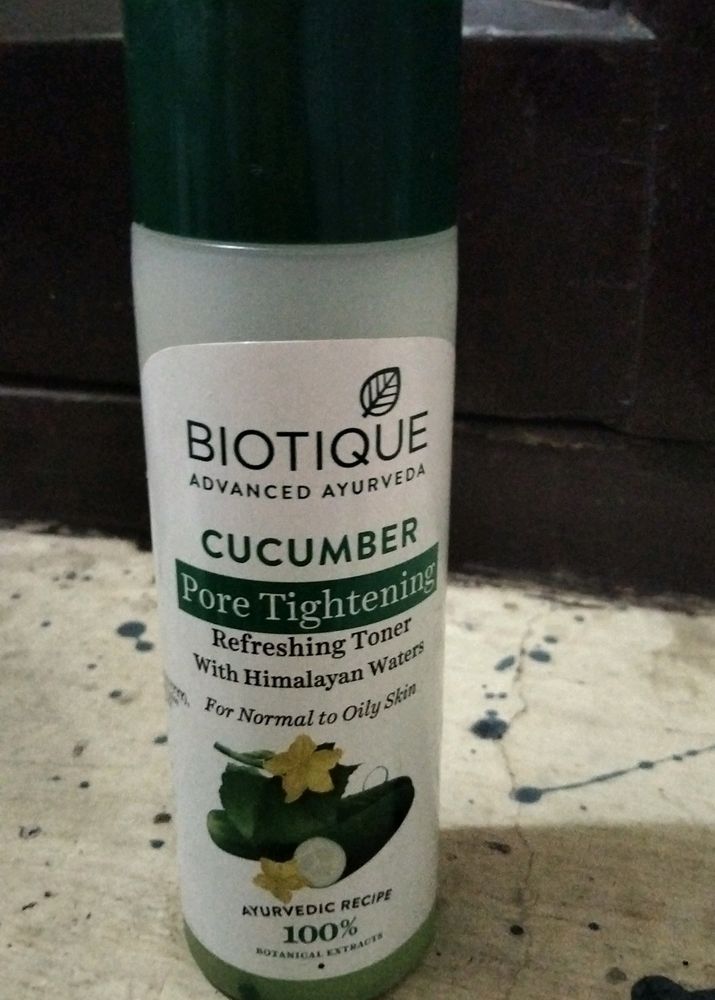 BIOTIQUE
ADVANCED AYURVEDA
CUCUMBER
Pore Tightening
Refreshing Toner
With Himalayan Waters
For Normal to Oily Skin
AYURVEDIC RECIPE
100%
BOTANICAL EXTRACTS